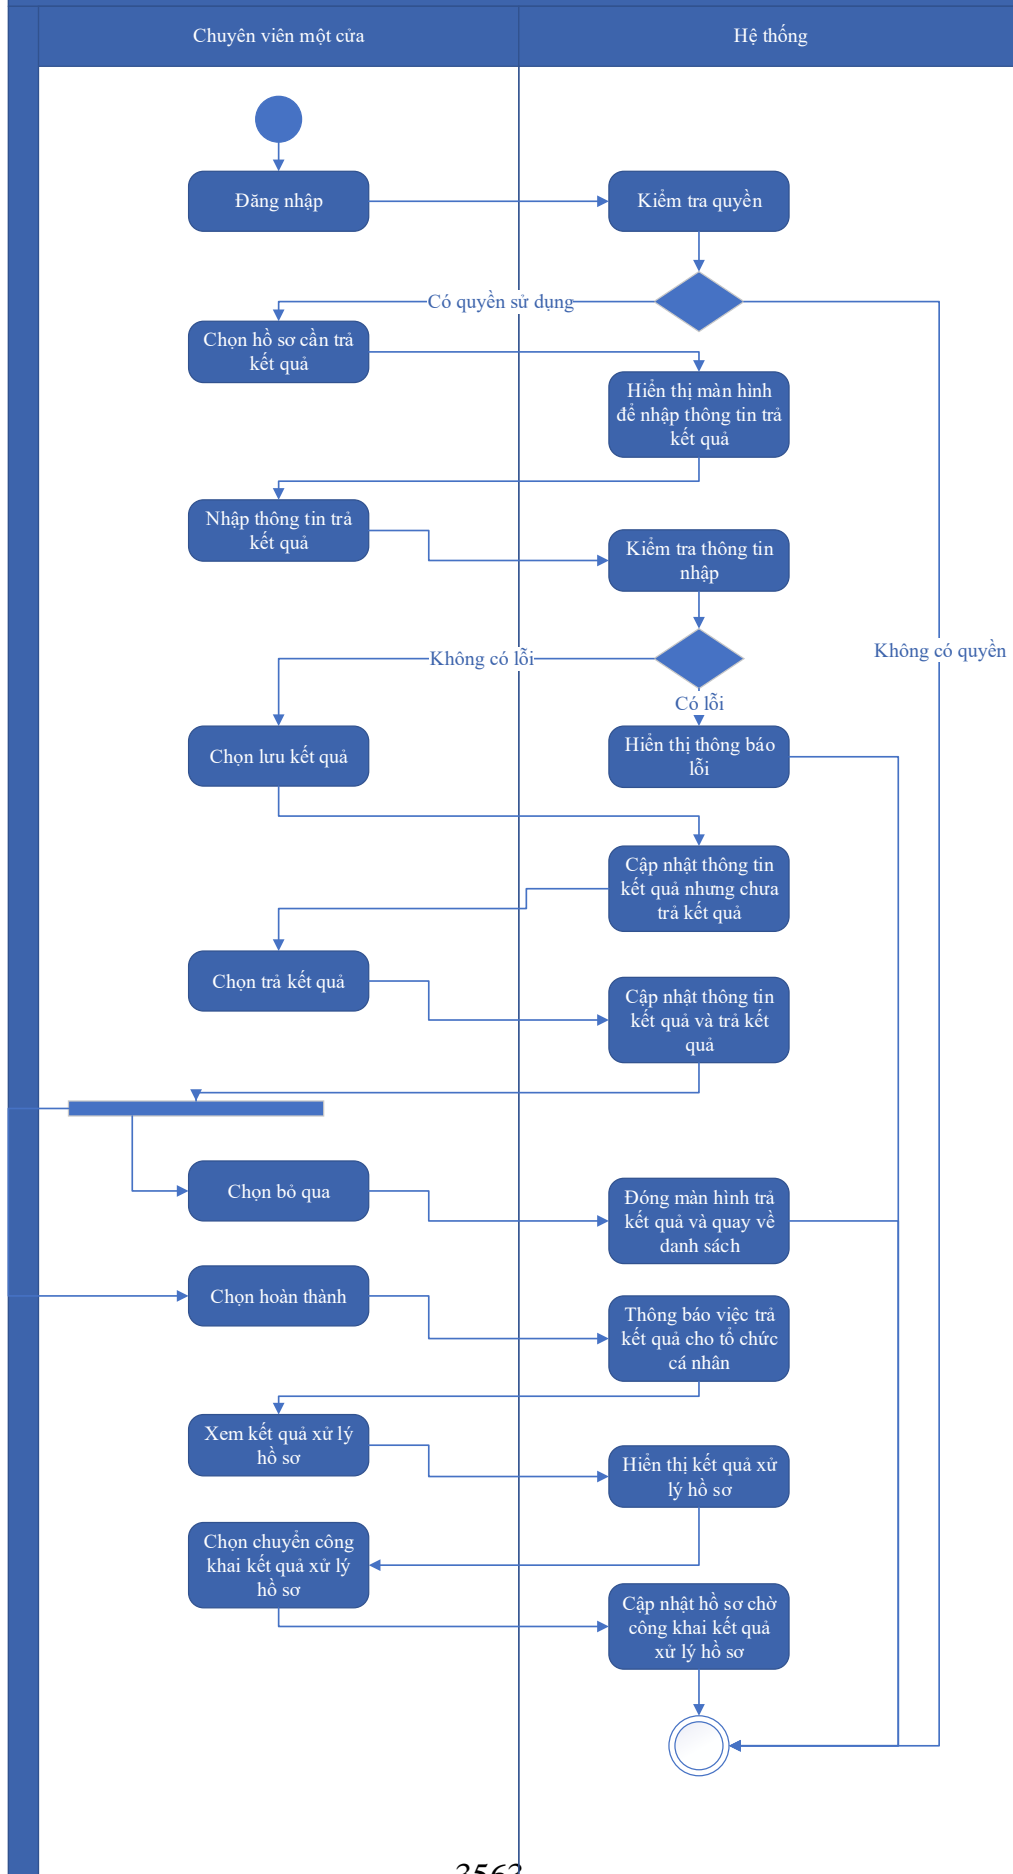 Chuyên viên một cửa
Hệ thống
Đăng nhập
Kiểm tra quyền
Có quyền sử dụng
Chọn hồ sơ cần trả
kết quả
Hiển thị màn hình
để nhập thông tin trả
kết quả
Nhập thông tin trả
kết quả
Kiểm tra thông tin
nhập
Không có quyền
Không có lỗi
Có lỗi
Chọn lưu kết quả
Hiển thị thông báo
lỗi
Cập nhật thông tin
kết quả nhưng chưa
trả kết quả
Chọn trả kết quả
Cập nhật thông tin
kết quả và trả kết
quả
Chọn bỏ qua
Đóng màn hình trả
kết quả và quay về
danh sách
Chọn hoàn thành
Thông báo việc trả
kết quả cho tổ chức
cá nhân
Xem kết quả xử lý
hồ sơ
Hiển thị kết quả xử
lý hồ sơ
Chọn chuyển công
khai kết quả xử lý
hồ sơ
Cập nhật hồ sơ chờ
công khai kết quả
xử lý hồ sơ